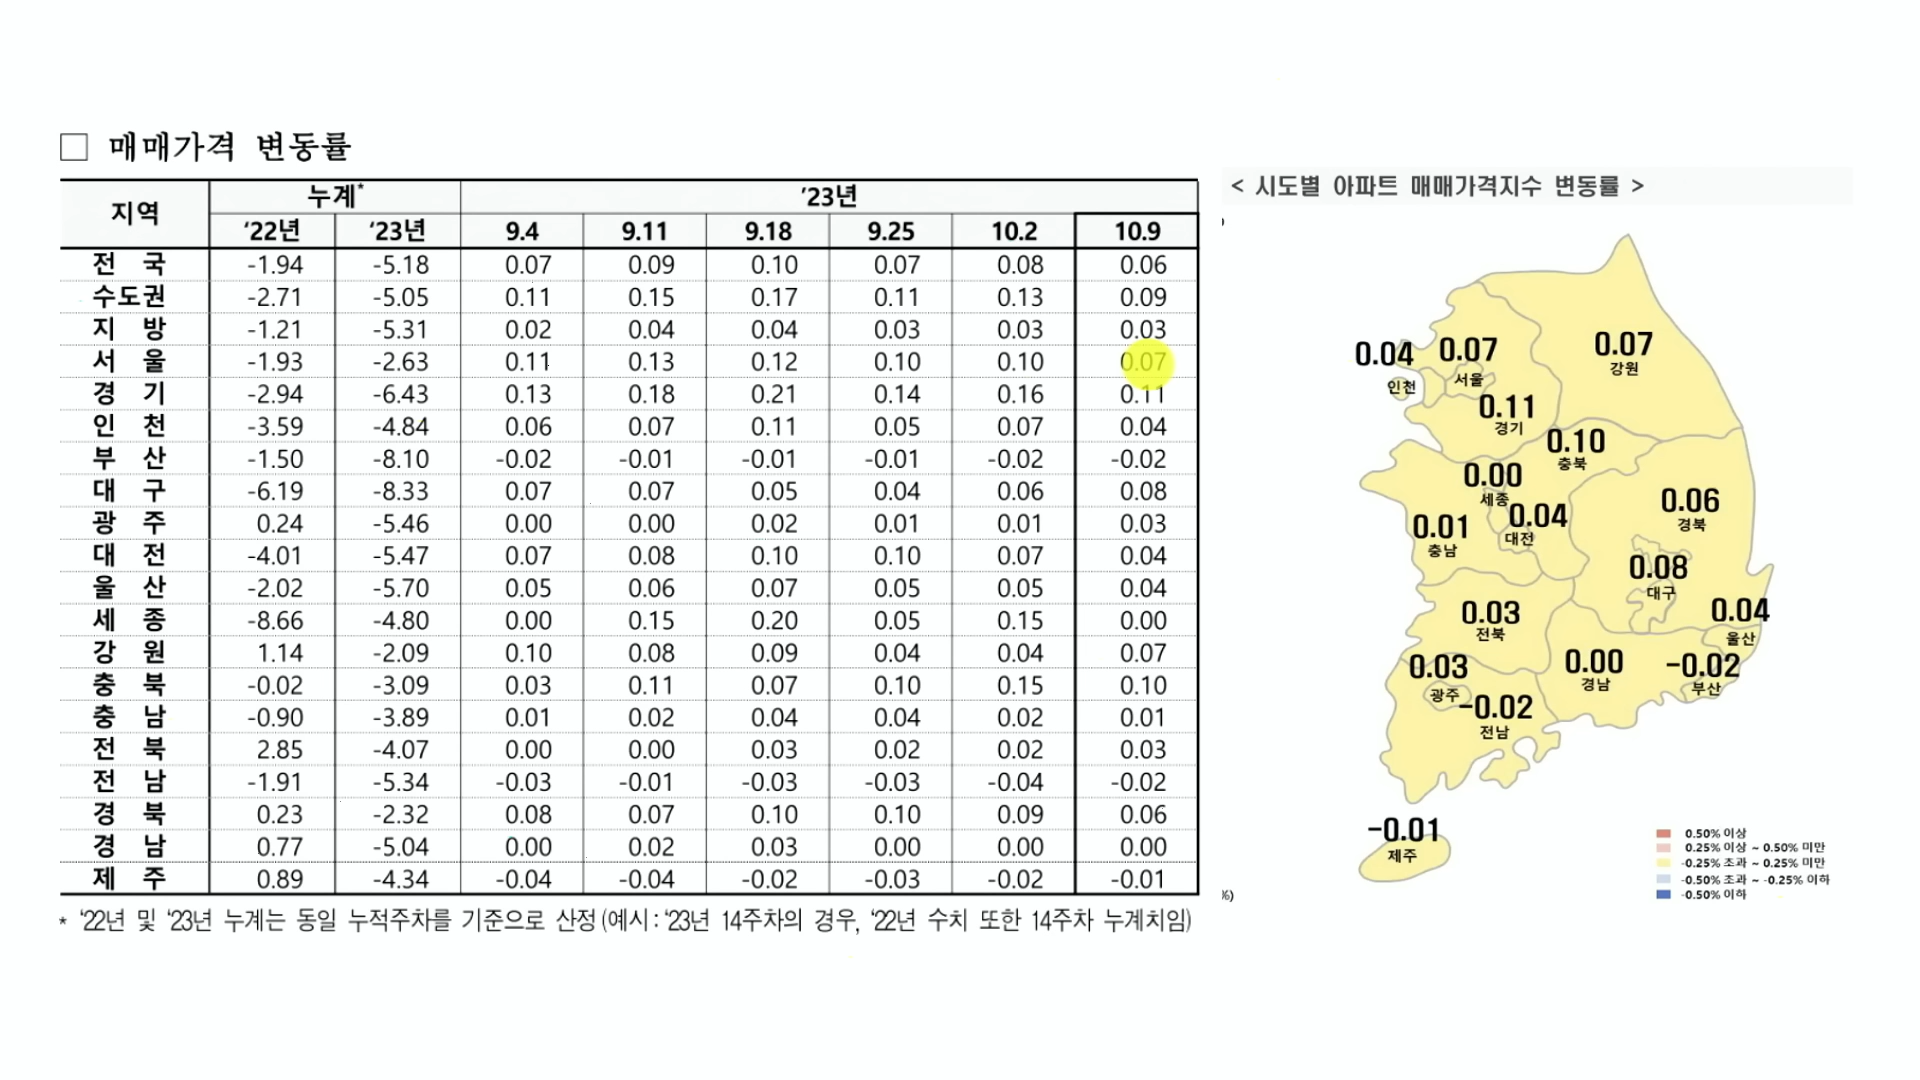 □ 매매가격 변동률
지역 누계* '23년
'22년 '23년 9.4 9.11 9.18 9.25 10.2 10.9
전 국 -1.94 -5.18 0.07 0.09 0.10 0.07 0.08 0.06
수도권 -2.71 -5.05 0.11 0.15 0.17 0.11 0.13 0.09
지 방 -1.21 -5.31 0.02 0.04 0.04 0.03 0.03 0.03
서 울 -1.93 -2.63 0.11 0.13 0.12 0.10 0.10 0.07
경 기 -2.94 -6.43 0.13 0.18 0.21 0.14 0.16 0.11
인 천 -3.59 -4.84 0.06 0.07 0.11 0.05 0.07 0.04
부 산 -1.50 -8.10 -0.02 -0.01 -0.01 -0.01 -0.02 -0.02
대 구 -6.19 -8.33 0.07 0.07 0.05 0.04 0.06 0.08
광 주 0.24 -5.46 0.00 0.00 0.02 0.01 0.01 0.03
대 전 -4.01 -5.47 0.07 0.08 0.10 0.10 0.07 0.04
울 산 -2.02 -5.70 0.05 0.06 0.07 0.05 0.05 0.04
세 종 -8.66 -4.80 0.00 0.15 0.20 0.05 0.15 0.00
강 원 1.14 -2.09 0.10 0.08 0.09 0.04 0.04 0.07
충 북 -0.02 -3.09 0.03 0.11 0.07 0.10 0.15 0.10
충 남 -0.90 -3.89 0.01 0.02 0.04 0.04 0.02 0.01
전 북 2.85 -4.07 0.00 0.00 0.03 0.02 0.02 0.03
전 남 -1.91 -5.34 -0.03 -0.01 -0.03 -0.03 -0.04 -0.02
경 북 0.23 -2.32 0.08 0.07 0.10 0.10 0.09 0.06
경 남 0.77 -5.04 0.00 0.02 0.03 0.00 0.00 0.00
제 주 0.89 -4.34 -0.04 -0.04 -0.02 -0.03 -0.02 -0.01
* '22년 및 '23년 누계는 동일 누적주차를 기준으로 산정(예시: '23년 14주차의 경우, '22년 수치 또한 14주차 누계치임)
< 시도별 아파트 매매가격지수 변동률 >
0.04
인천
0.07
서울
0.07
강원
0.11
경기
0.10
충북
0.00
세종
0.04
대전
0.01
충남
0.06
경북
0.08
대구
0.04
울산
0.03
전북
0.00
경남
-0.02
부산
0.03
광주
-0.02
전남
-0.01
제주
0.50% 이상
0.25% 이상 ~ 0.50% 미만
-0.25% 초과 ~ 0.25% 미만
-0.50% 초과 ~ -0.25% 이하
-0.50% 이하
%)